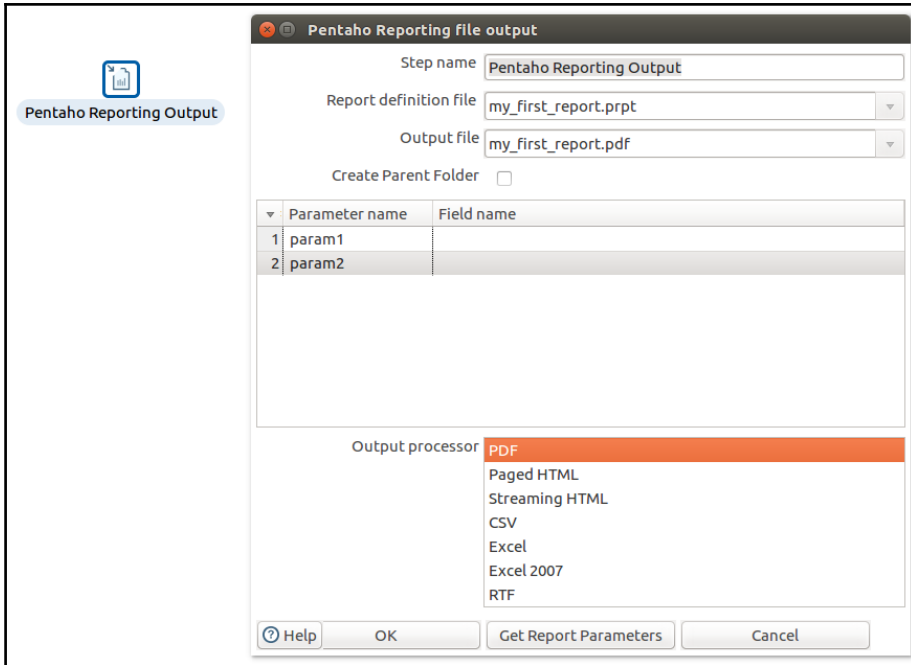 Pentaho Reporting Output
Pentaho Reporting file output
Step name Pentaho Reporting Output
Report definition file my_first_report.prpt
Output file my_first_report.pdf
Create Parent Folder
Parameter name Field name
1 param1
2 param2
Output processor PDF
Paged HTML
Streaming HTML
CSV
Excel
Excel 2007
RTF
Help OK Get Report Parameters Cancel